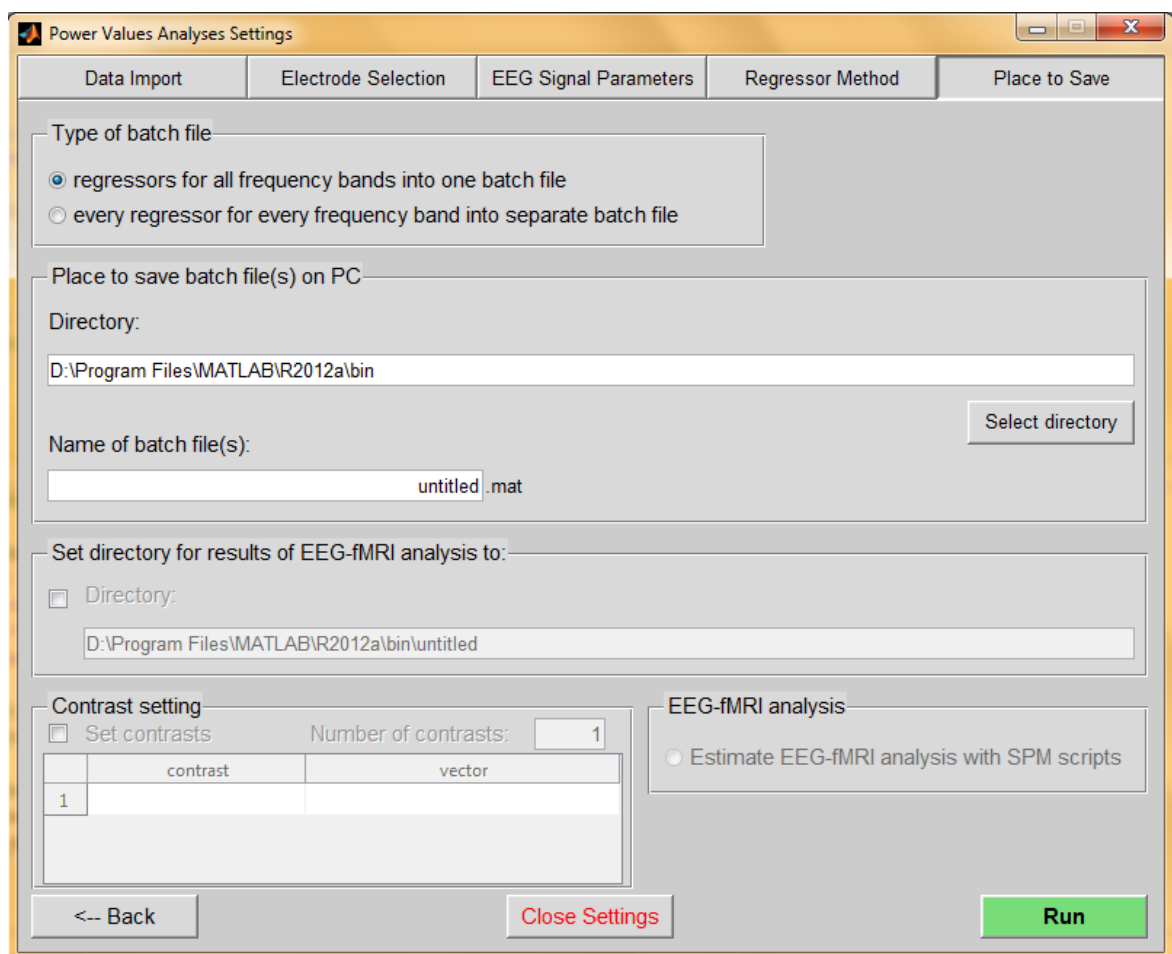 Power Values Analyses Settings
Data Import Electrode Selection EEG Signal Parameters Regressor Method Place to Save
Type of batch file
regressors for all frequency bands into one batch file
every regressor for every frequency band into separate batch file
Place to save batch file(s) on PC
Directory:
D:\Program Files\MATLAB\R2012a\bin
Select directory
Name of batch file(s):
untitled .mat
Set directory for results of EEG-fMRI analysis to:
Directory:
D:\Program Files\MATLAB\R2012a\bin\untitled
Contrast setting
Set contrasts Number of contrasts: 1
contrast vector
1
EEG-fMRI analysis
Estimate EEG-fMRI analysis with SPM scripts
<-- Back Close Settings Run